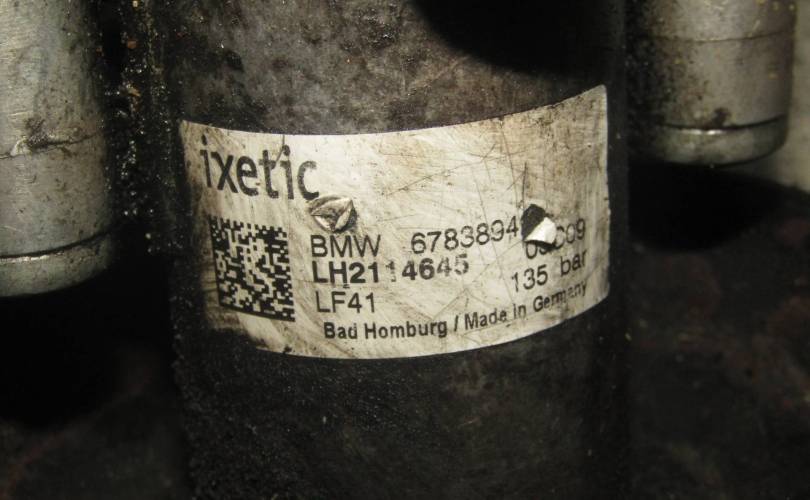 ixetic
BMW 6783894
LH2114645
135 bar
LF41
Bad Homburg / Made in Germany